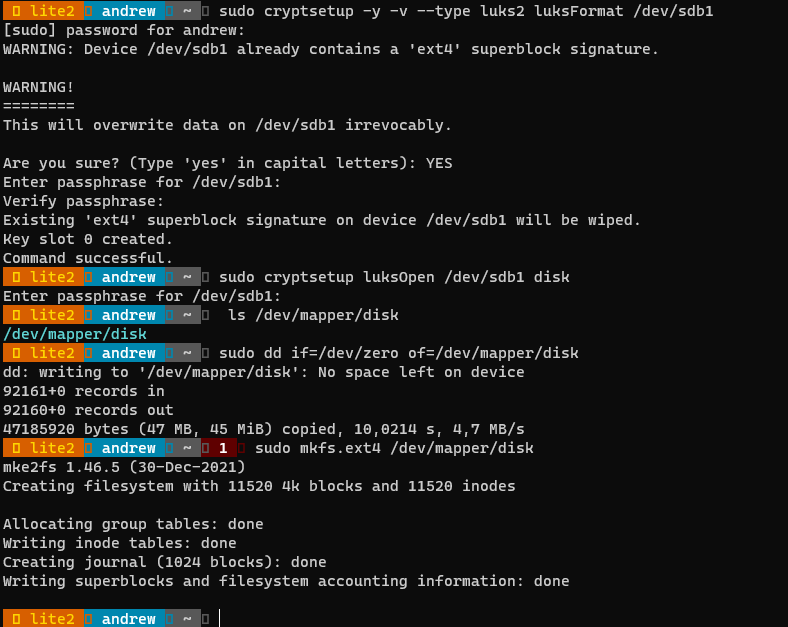 lite2 andrew ~ sudo cryptsetup -y -v --type luks2 luksFormat /dev/sdb1
[sudo] password for andrew:
WARNING: Device /dev/sdb1 already contains a 'ext4' superblock signature.
WARNING!
========
This will overwrite data on /dev/sdb1 irrevocably.
Are you sure? (Type 'yes' in capital letters): YES
Enter passphrase for /dev/sdb1:
Verify passphrase:
Existing 'ext4' superblock signature on device /dev/sdb1 will be wiped.
Key slot 0 created.
Command successful.
lite2 andrew ~ sudo cryptsetup luksOpen /dev/sdb1 disk
Enter passphrase for /dev/sdb1:
lite2 andrew ~ ls /dev/mapper/disk
/dev/mapper/disk
lite2 andrew ~ sudo dd if=/dev/zero of=/dev/mapper/disk
dd: writing to '/dev/mapper/disk': No space left on device
92161+0 records in
92160+0 records out
47185920 bytes (47 MB, 45 MiB) copied, 10,0214 s, 4,7 MB/s
lite2 andrew ~ 1 sudo mkfs.ext4 /dev/mapper/disk
mke2fs 1.46.5 (30-Dec-2021)
Creating filesystem with 11520 4k blocks and 11520 inodes
Allocating group tables: done
Writing inode tables: done
Creating journal (1024 blocks): done
Writing superblocks and filesystem accounting information: done
lite2 andrew ~